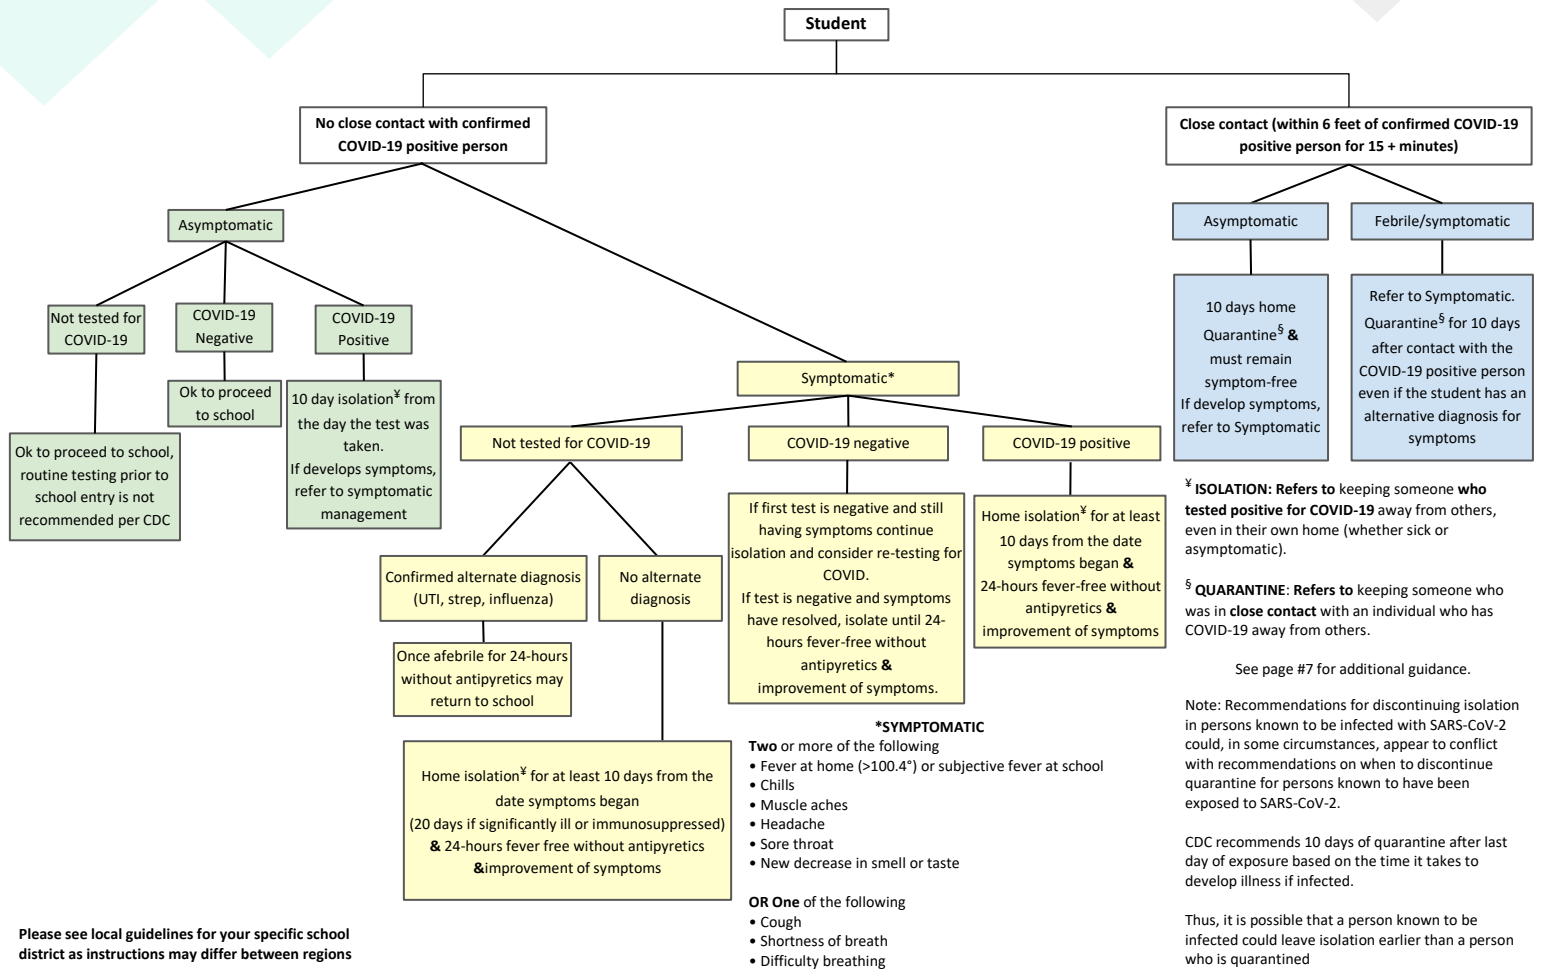 Student
No close contact with confirmed
COVID-19 positive person
Close contact (within 6 feet of confirmed COVID-19
positive person for 15 + minutes)
Asymptomatic
Not tested for
COVID-19
COVID-19
Negative
COVID-19
Positive
Ok to proceed to school,
routine testing prior to
school entry is not
recommended per CDC
Ok to proceed
to school
10 day isolation¥ from
the day the test was
taken.
If develops symptoms,
refer to symptomatic
management
Symptomatic*
Not tested for COVID-19
COVID-19 negative
COVID-19 positive
Confirmed alternate diagnosis
(UTI, strep, influenza)
No alternate
diagnosis
Once afebrile for 24-hours
without antipyretics may
return to school
Home isolation¥ for at least 10 days from the
date symptoms began
(20 days if significantly ill or immunosuppressed)
& 24-hours fever free without antipyretics
&improvement of symptoms
If first test is negative and still
having symptoms continue
isolation and consider re-testing for
COVID.
If test is negative and symptoms
have resolved, isolate until 24-
hours fever-free without
antipyretics &
improvement of symptoms.
Home isolation¥ for at least
10 days from the date
symptoms began &
24-hours fever-free without
antipyretics &
improvement of symptoms
Asymptomatic
Febrile/symptomatic
10 days home
Quarantine§ &
must remain
symptom-free
If develop symptoms,
refer to Symptomatic
Refer to Symptomatic.
Quarantine§ for 10 days
after contact with the
COVID-19 positive person
even if the student has an
alternative diagnosis for
symptoms
¥ ISOLATION: Refers to keeping someone who
tested positive for COVID-19 away from others,
even in their own home (whether sick or
asymptomatic).
§ QUARANTINE: Refers to keeping someone who
was in close contact with an individual who has
COVID-19 away from others.
See page #7 for additional guidance.
Note: Recommendations for discontinuing isolation
in persons known to be infected with SARS-CoV-2
could, in some circumstances, appear to conflict
with recommendations on when to discontinue
quarantine for persons known to have been
exposed to SARS-CoV-2.
CDC recommends 10 days of quarantine after last
day of exposure based on the time it takes to
develop illness if infected.
Thus, it is possible that a person known to be
infected could leave isolation earlier than a person
who is quarantined
*SYMPTOMATIC
Two or more of the following
• Fever at home (>100.4°) or subjective fever at school
• Chills
• Muscle aches
• Headache
• Sore throat
• New decrease in smell or taste
OR One of the following
• Cough
• Shortness of breath
• Difficulty breathing
Please see local guidelines for your specific school
district as instructions may differ between regions